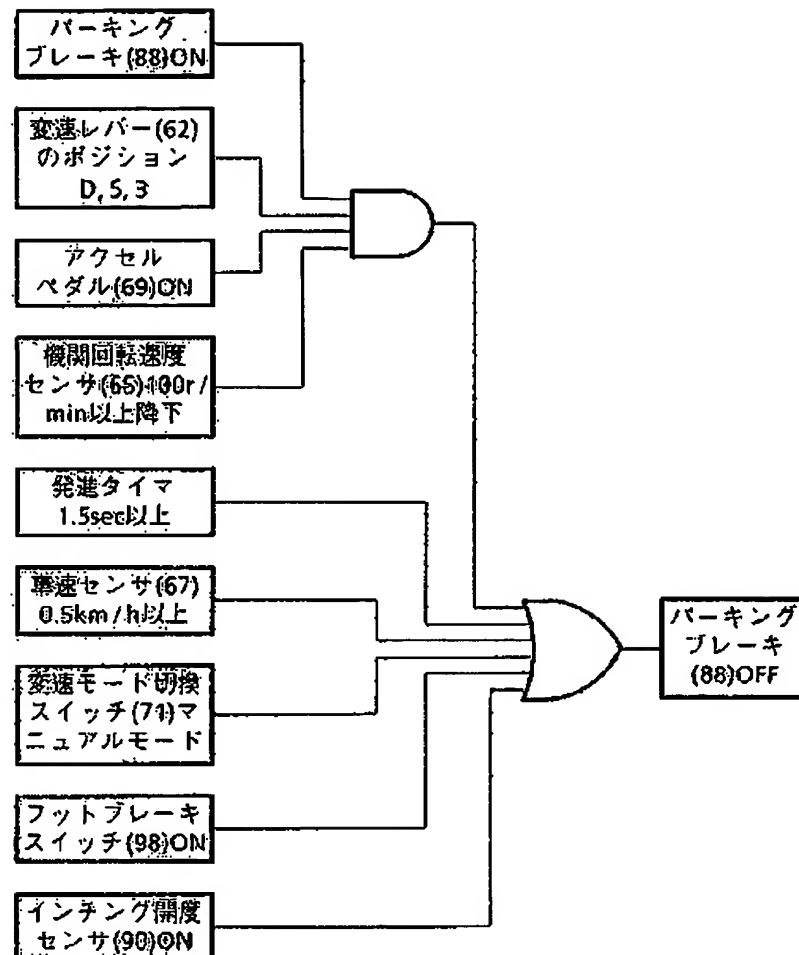 パーキング
ブレーキ(88)ON
変速レバー(62)
のポジション
D, S, 3
アクセル
ペダル(69)ON
機関回転速度
センサ(65)100r/
min以上降下
発進タイマ
1.5sec以上
車速センサ(67)
0.5km/h以上
変速モード切換
スイッチ(71)マ
ニュアルモード
フットブレーキ
スイッチ(98)ON
インチング開度
センサ(90)ON
パーキング
ブレーキ
(88)OFF